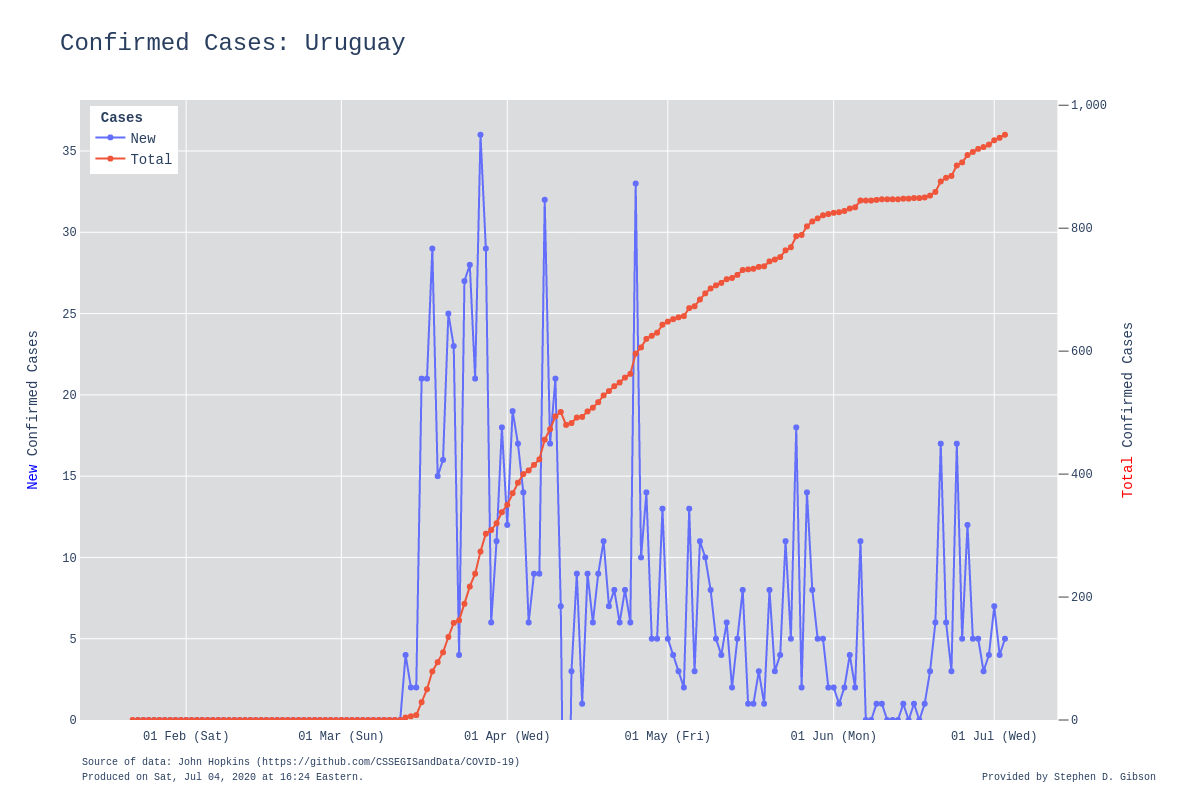 Confirmed Cases: Uruguay
Cases
New
Total
35
30
25
20
15
10
5
0
1,000
800
600
400
200
0
New Confirmed Cases
Total Confirmed Cases
01 Feb (Sat)
01 Mar (Sun)
01 Apr (Wed)
01 May (Fri)
01 Jun (Mon)
01 Jul (Wed)
Source of data: John Hopkins (https://github.com/CSSEGISandData/COVID-19)
Produced on Sat, Jul 04, 2020 at 16:24 Eastern.
Provided by Stephen D. Gibson